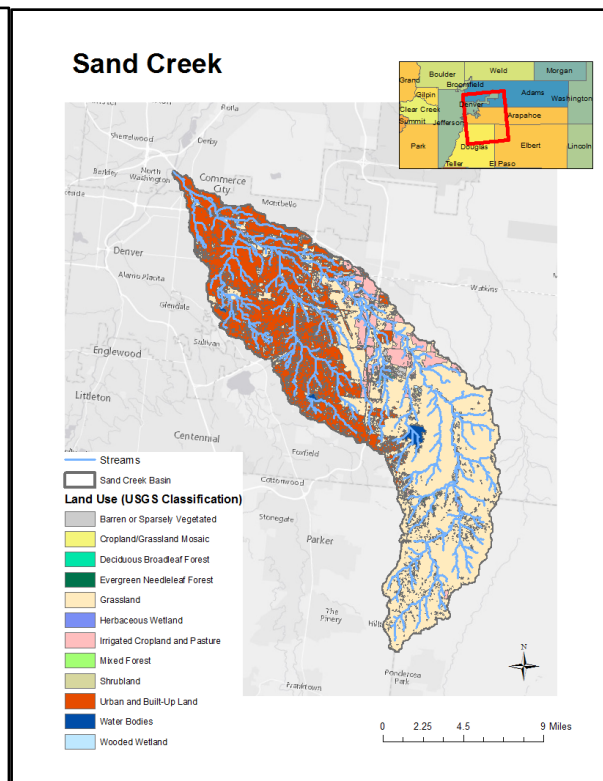 Sand Creek
Boulder
Weld
Morgan
Grand
Broomfield
Gilpin
Adams
Washington
Denver
Clear Creek
Arapahoe
Summit
Jefferson
Park
Douglas
Elbert
Lincoln
Teller
El Paso
Rolla
Sherrelwood
Derby
Berkley
North
Washington
Commerce
City
Montbello
Denver
Watkins
Alamo Placita
Glendale
Sullivan
Englewood
Littleton
Centennial
Foxfield
Cottonwood
Stonegate
Parker
The
Pinery
Hill
Ponderosa
Park
Franktown
Streams
Sand Creek Basin
Land Use (USGS Classification)
Barren or Sparsely Vegetated
Cropland/Grassland Mosaic
Deciduous Broadleaf Forest
Evergreen Needleleaf Forest
Grassland
Herbaceous Wetland
Irrigated Cropland and Pasture
Mixed Forest
Shrubland
Urban and Built-Up Land
Water Bodies
Wooded Wetland
N
0 2.25 4.5 9 Miles